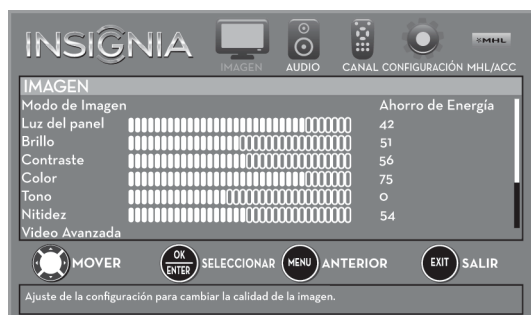 INSIGNIA
IMAGEN AUDIO CANAL CONFIGURACIÓN MHL/ACC
MHL
IMAGEN
Modo de Imagen Ahorro de Energía
Luz del panel 42
Brillo 51
Contraste 56
Color 75
Tono 0
Nitidez 54
Video Avanzada
MOVER OK ENTER SELECCIONAR MENU ANTERIOR EXIT SALIR
Ajuste de la configuración para cambiar la calidad de la imagen.